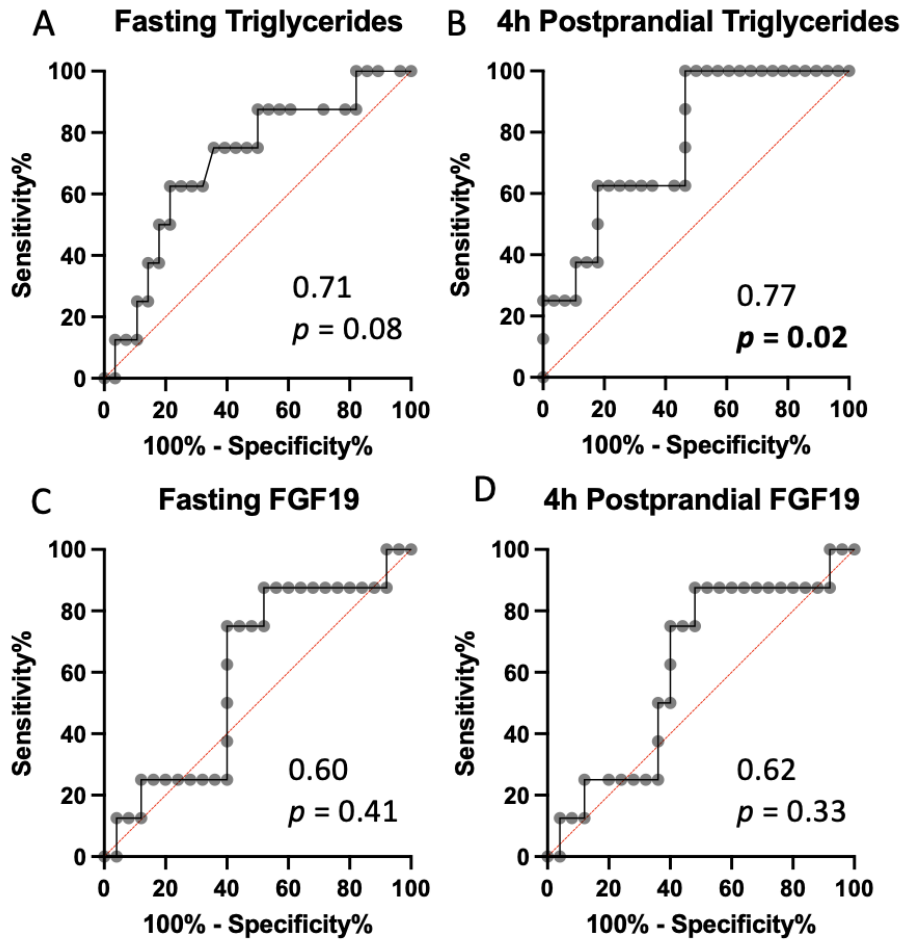 A Fasting Triglycerides
Sensitivity%
100
80
60
40
20
0
0 20 40 60 80 100
100% - Specificity%
0.71
p = 0.08
B 4h Postprandial Triglycerides
Sensitivity%
100
80
60
40
20
0
0 20 40 60 80 100
100% - Specificity%
0.77
p = 0.02
C Fasting FGF19
Sensitivity%
100
80
60
40
20
0
0 20 40 60 80 100
100% - Specificity%
0.60
p = 0.41
D 4h Postprandial FGF19
Sensitivity%
100
80
60
40
20
0
0 20 40 60 80 100
100% - Specificity%
0.62
p = 0.33